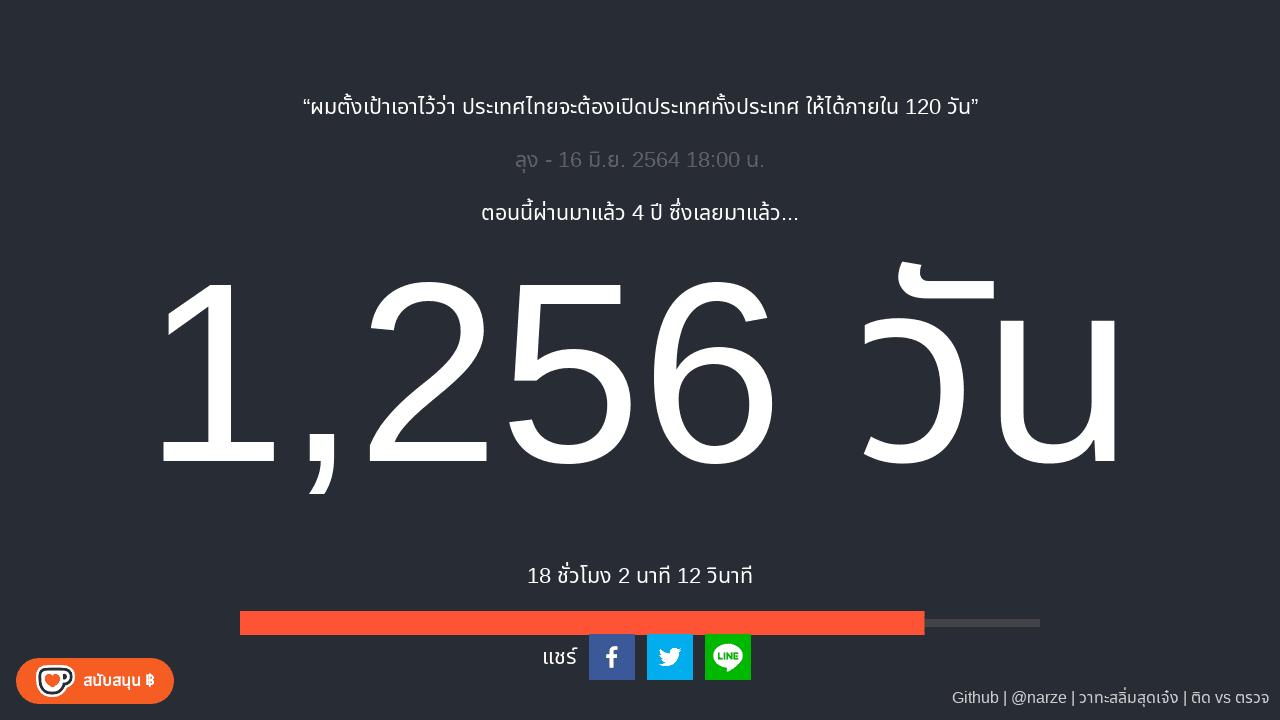 “ผมตั้งเป้าเอาไว้ว่า ประเทศไทยจะต้องเปิดประเทศทั้งประเทศ ให้ได้ภายใน 120 วัน”
ลุง - 16 มิ.ย. 2564 18:00 น.
ตอนนี้ผ่านมาแล้ว 4 ปี ซึ่งเลยมาแล้ว...
1,256 วัน
18 ชั่วโมง 2 นาที 12 วินาที
แชร์ LINE
สนับสนุน ฿
Github | @narze | วาทะสลิ่มสุดเจ๋ง | ติด vs ตรวจ